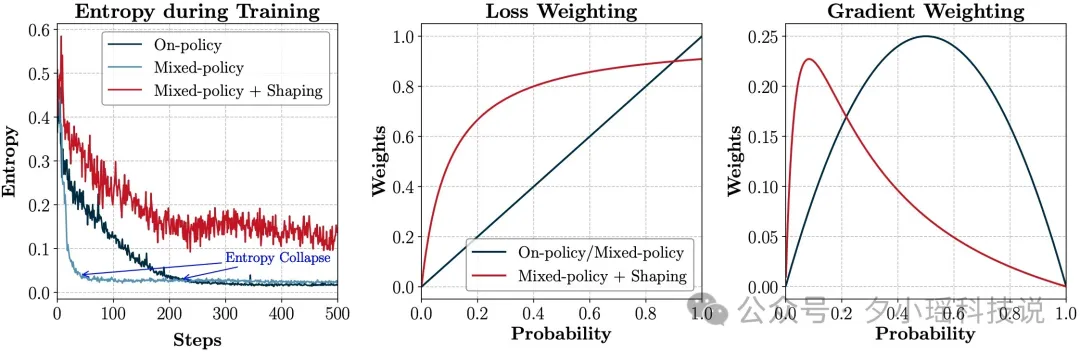 Entropy during Training
Entropy
0.6
0.5
0.4
0.3
0.2
0.1
0.0
On-policy
Mixed-policy
Mixed-policy + Shaping
Entropy Collapse
0
100
200
300
400
500
Steps
Loss Weighting
Weights
1.0
0.8
0.6
0.4
0.2
0.0
On-policy/Mixed-policy
Mixed-policy + Shaping
0.0
0.2
0.4
0.6
0.8
1.0
Probability
Gradient Weighting
Weights
0.25
0.20
0.15
0.10
0.05
0.00
0.0
0.2
0.4
0.6
0.8
1.0
Probability
公众号 · 夕小瑶科技说